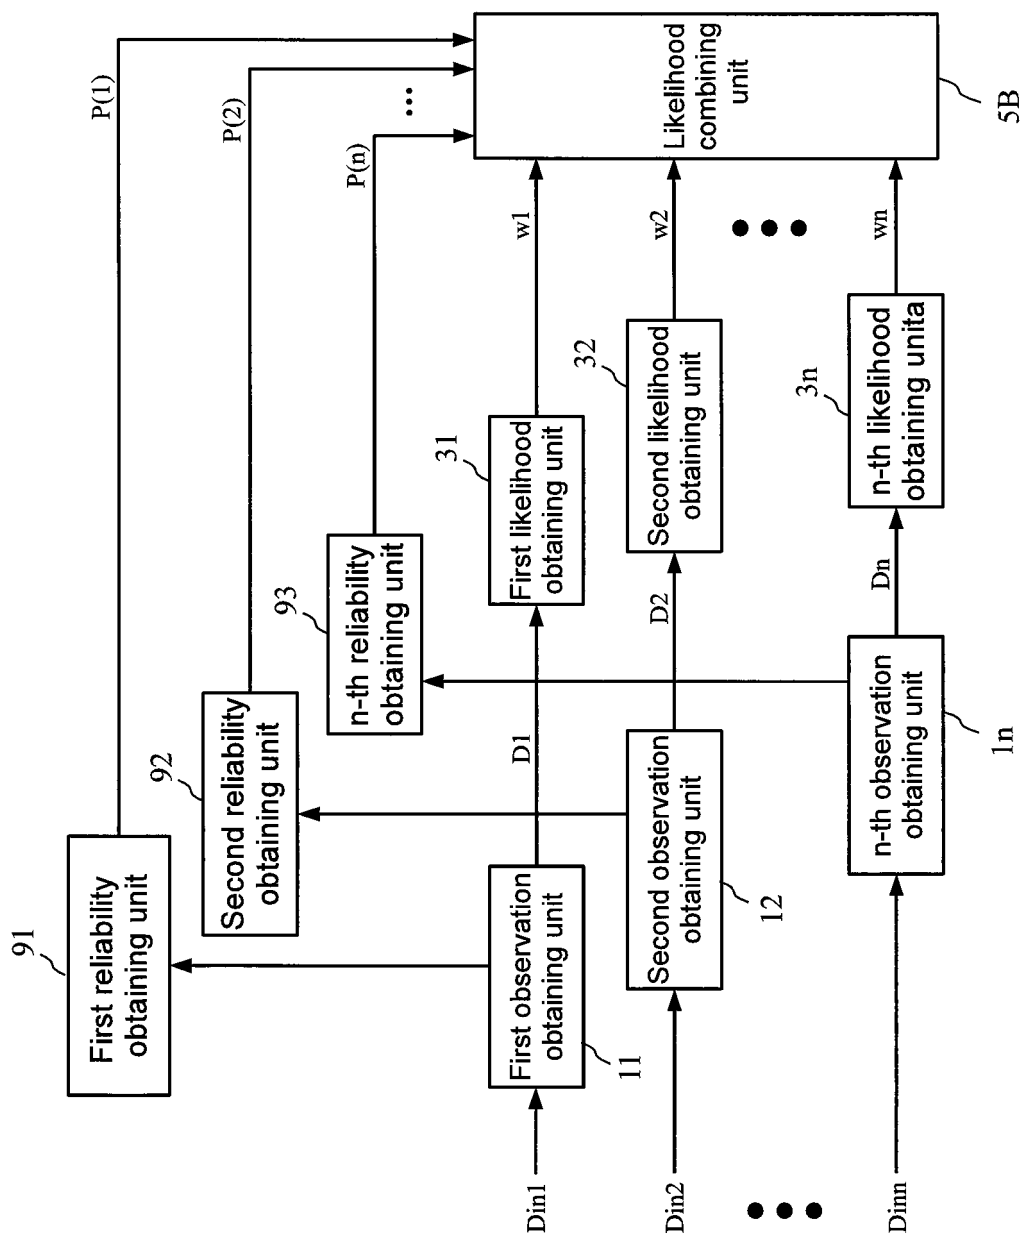 91
First reliability
obtaining unit
P(1)
92
Second reliability
obtaining unit
P(2)
93
n-th reliability
obtaining unit
P(n)
...
Din1
First observation
obtaining unit
11
D1
31
First likelihood
obtaining unit
w1
Din2
Second observation
obtaining unit
12
D2
32
Second likelihood
obtaining unit
w2
Dinn
n-th observation
obtaining unit
1n
Dn
3n
n-th likelihood
obtaining unita
wn
Likelihood
combining
unit
5B